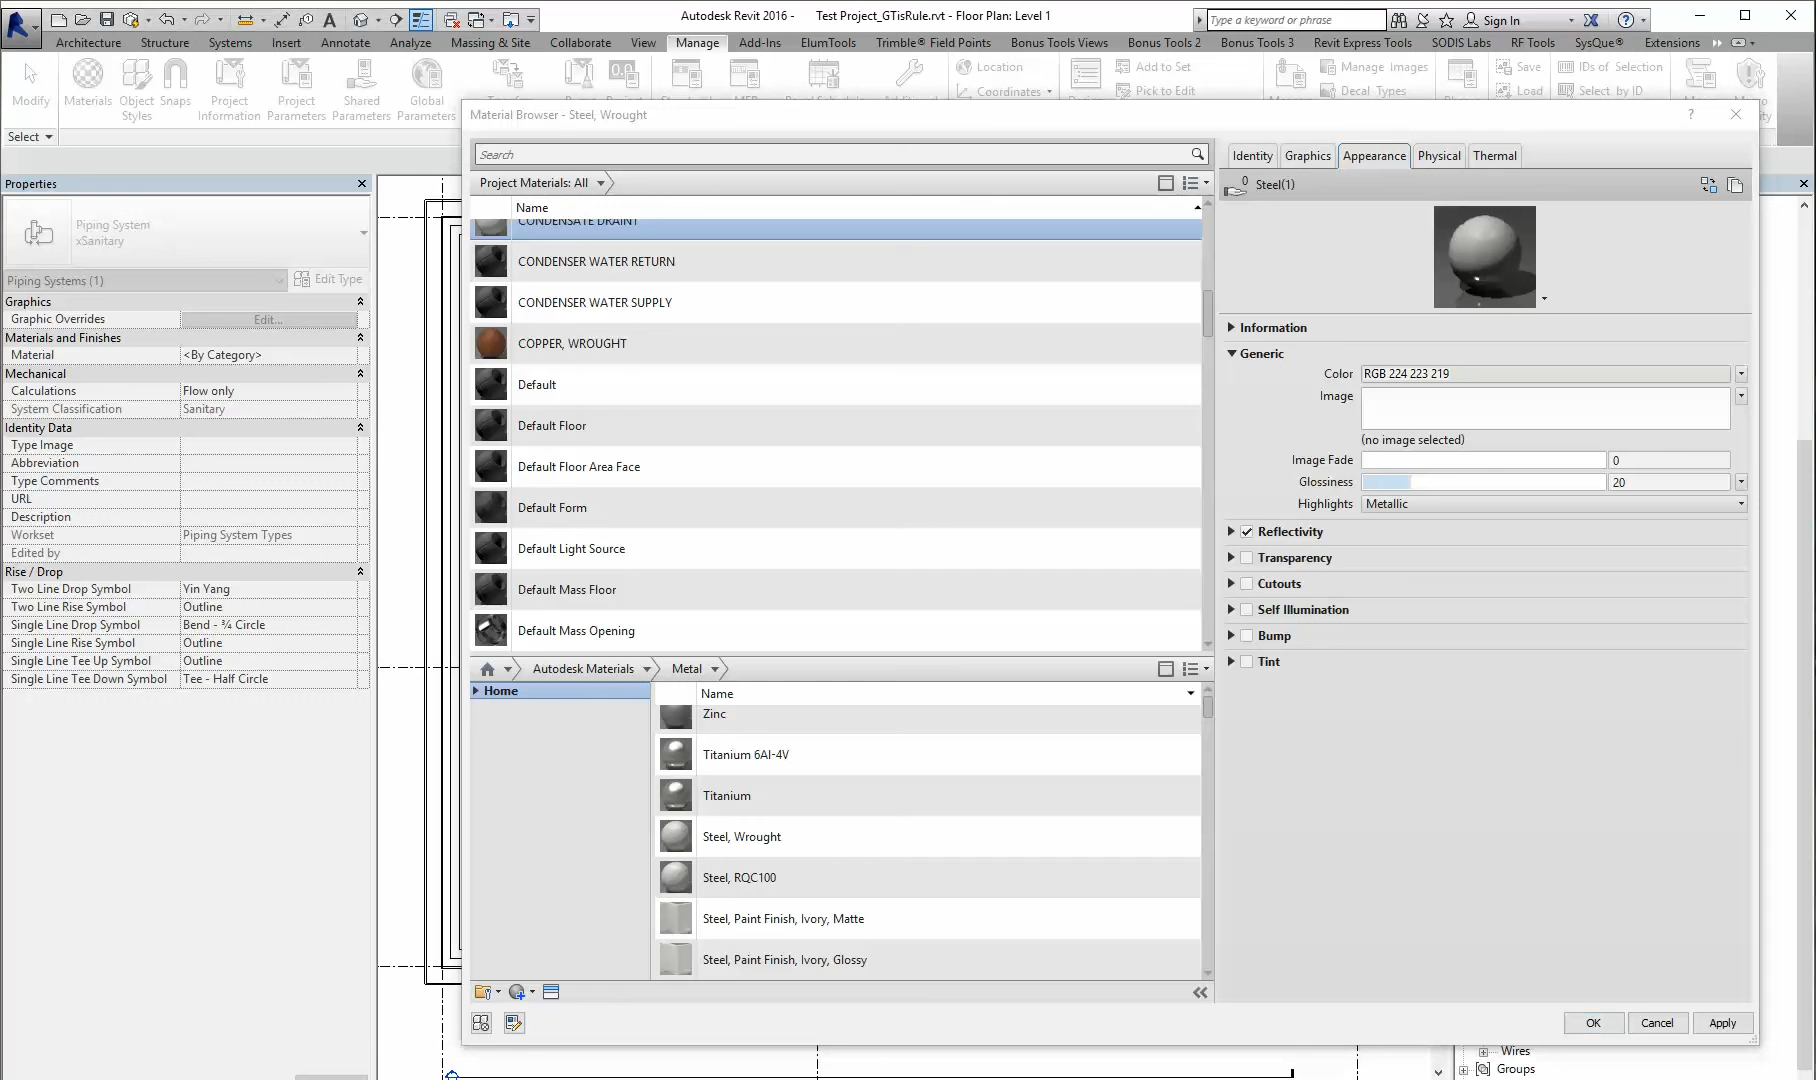 Autodesk Revit 2016 - Test Project_GTisRule.rvt - Floor Plan: Level 1
Type a keyword or phrase
Sign In
Architecture Structure Systems Insert Annotate Analyze Massing & Site Collaborate View Manage Add-Ins ElumTools Trimble® Field Points Bonus Tools Views Bonus Tools 2 Bonus Tools 3 Revit Express Tools SODIS Labs RF Tools SysQue® Extensions
Modify
Materials
Object Styles
Snaps
Project Information
Project Parameters
Shared Parameters
Global Parameters
Location
Coordinates
Add to Set
Pick to Edit
Manage Images
Decal Types
Save
Load
IDs of Selection
Select by ID
Select
Properties
Piping System
xSanitary
Piping Systems (1)
Edit Type
Graphics
Graphic Overrides Edit...
Materials and Finishes
Material <By Category>
Mechanical
Calculations Flow only
System Classification Sanitary
Identity Data
Type Image
Abbreviation
Type Comments
URL
Description
Workset Piping System Types
Edited by
Rise / Drop
Two Line Drop Symbol Yin Yang
Two Line Rise Symbol Outline
Single Line Drop Symbol Bend - ¾ Circle
Single Line Rise Symbol Outline
Single Line Tee Up Symbol Outline
Single Line Tee Down Symbol Tee - Half Circle
Material Browser - Steel, Wrought
Search
Project Materials: All
Name
CONDENSATE DRAINT
CONDENSER WATER RETURN
CONDENSER WATER SUPPLY
COPPER, WROUGHT
Default
Default Floor
Default Floor Area Face
Default Form
Default Light Source
Default Mass Floor
Default Mass Opening
Autodesk Materials Metal
Home
Name
Zinc
Titanium 6Al-4V
Titanium
Steel, Wrought
Steel, RQC100
Steel, Paint Finish, Ivory, Matte
Steel, Paint Finish, Ivory, Glossy
Identity Graphics Appearance Physical Thermal
0
Steel(1)
Information
Generic
Color RGB 224 223 219
Image
(no image selected)
Image Fade 0
Glossiness 20
Highlights Metallic
Reflectivity
Transparency
Cutouts
Self Illumination
Bump
Tint
OK Cancel Apply
Wires
Groups